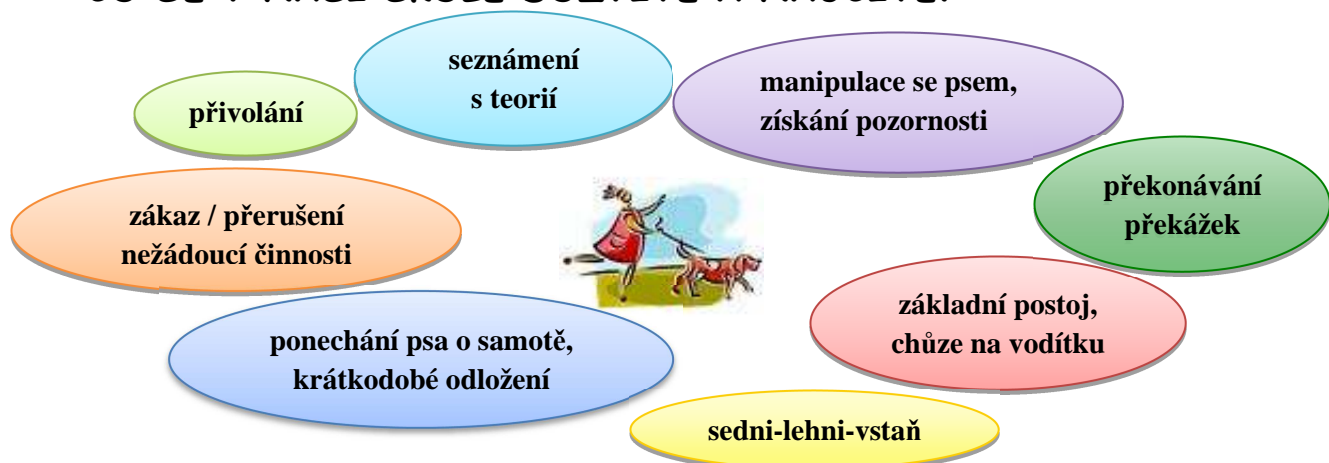 seznámení
s teorií
přivolání
manipulace se psem,
získání pozornosti
překonávání
překážek
zákaz / přerušení
nežádoucí činnosti
základní postoj,
chůze na vodítku
ponechání psa o samotě,
krátkodobé odložení
sedni-lehni-vstaň